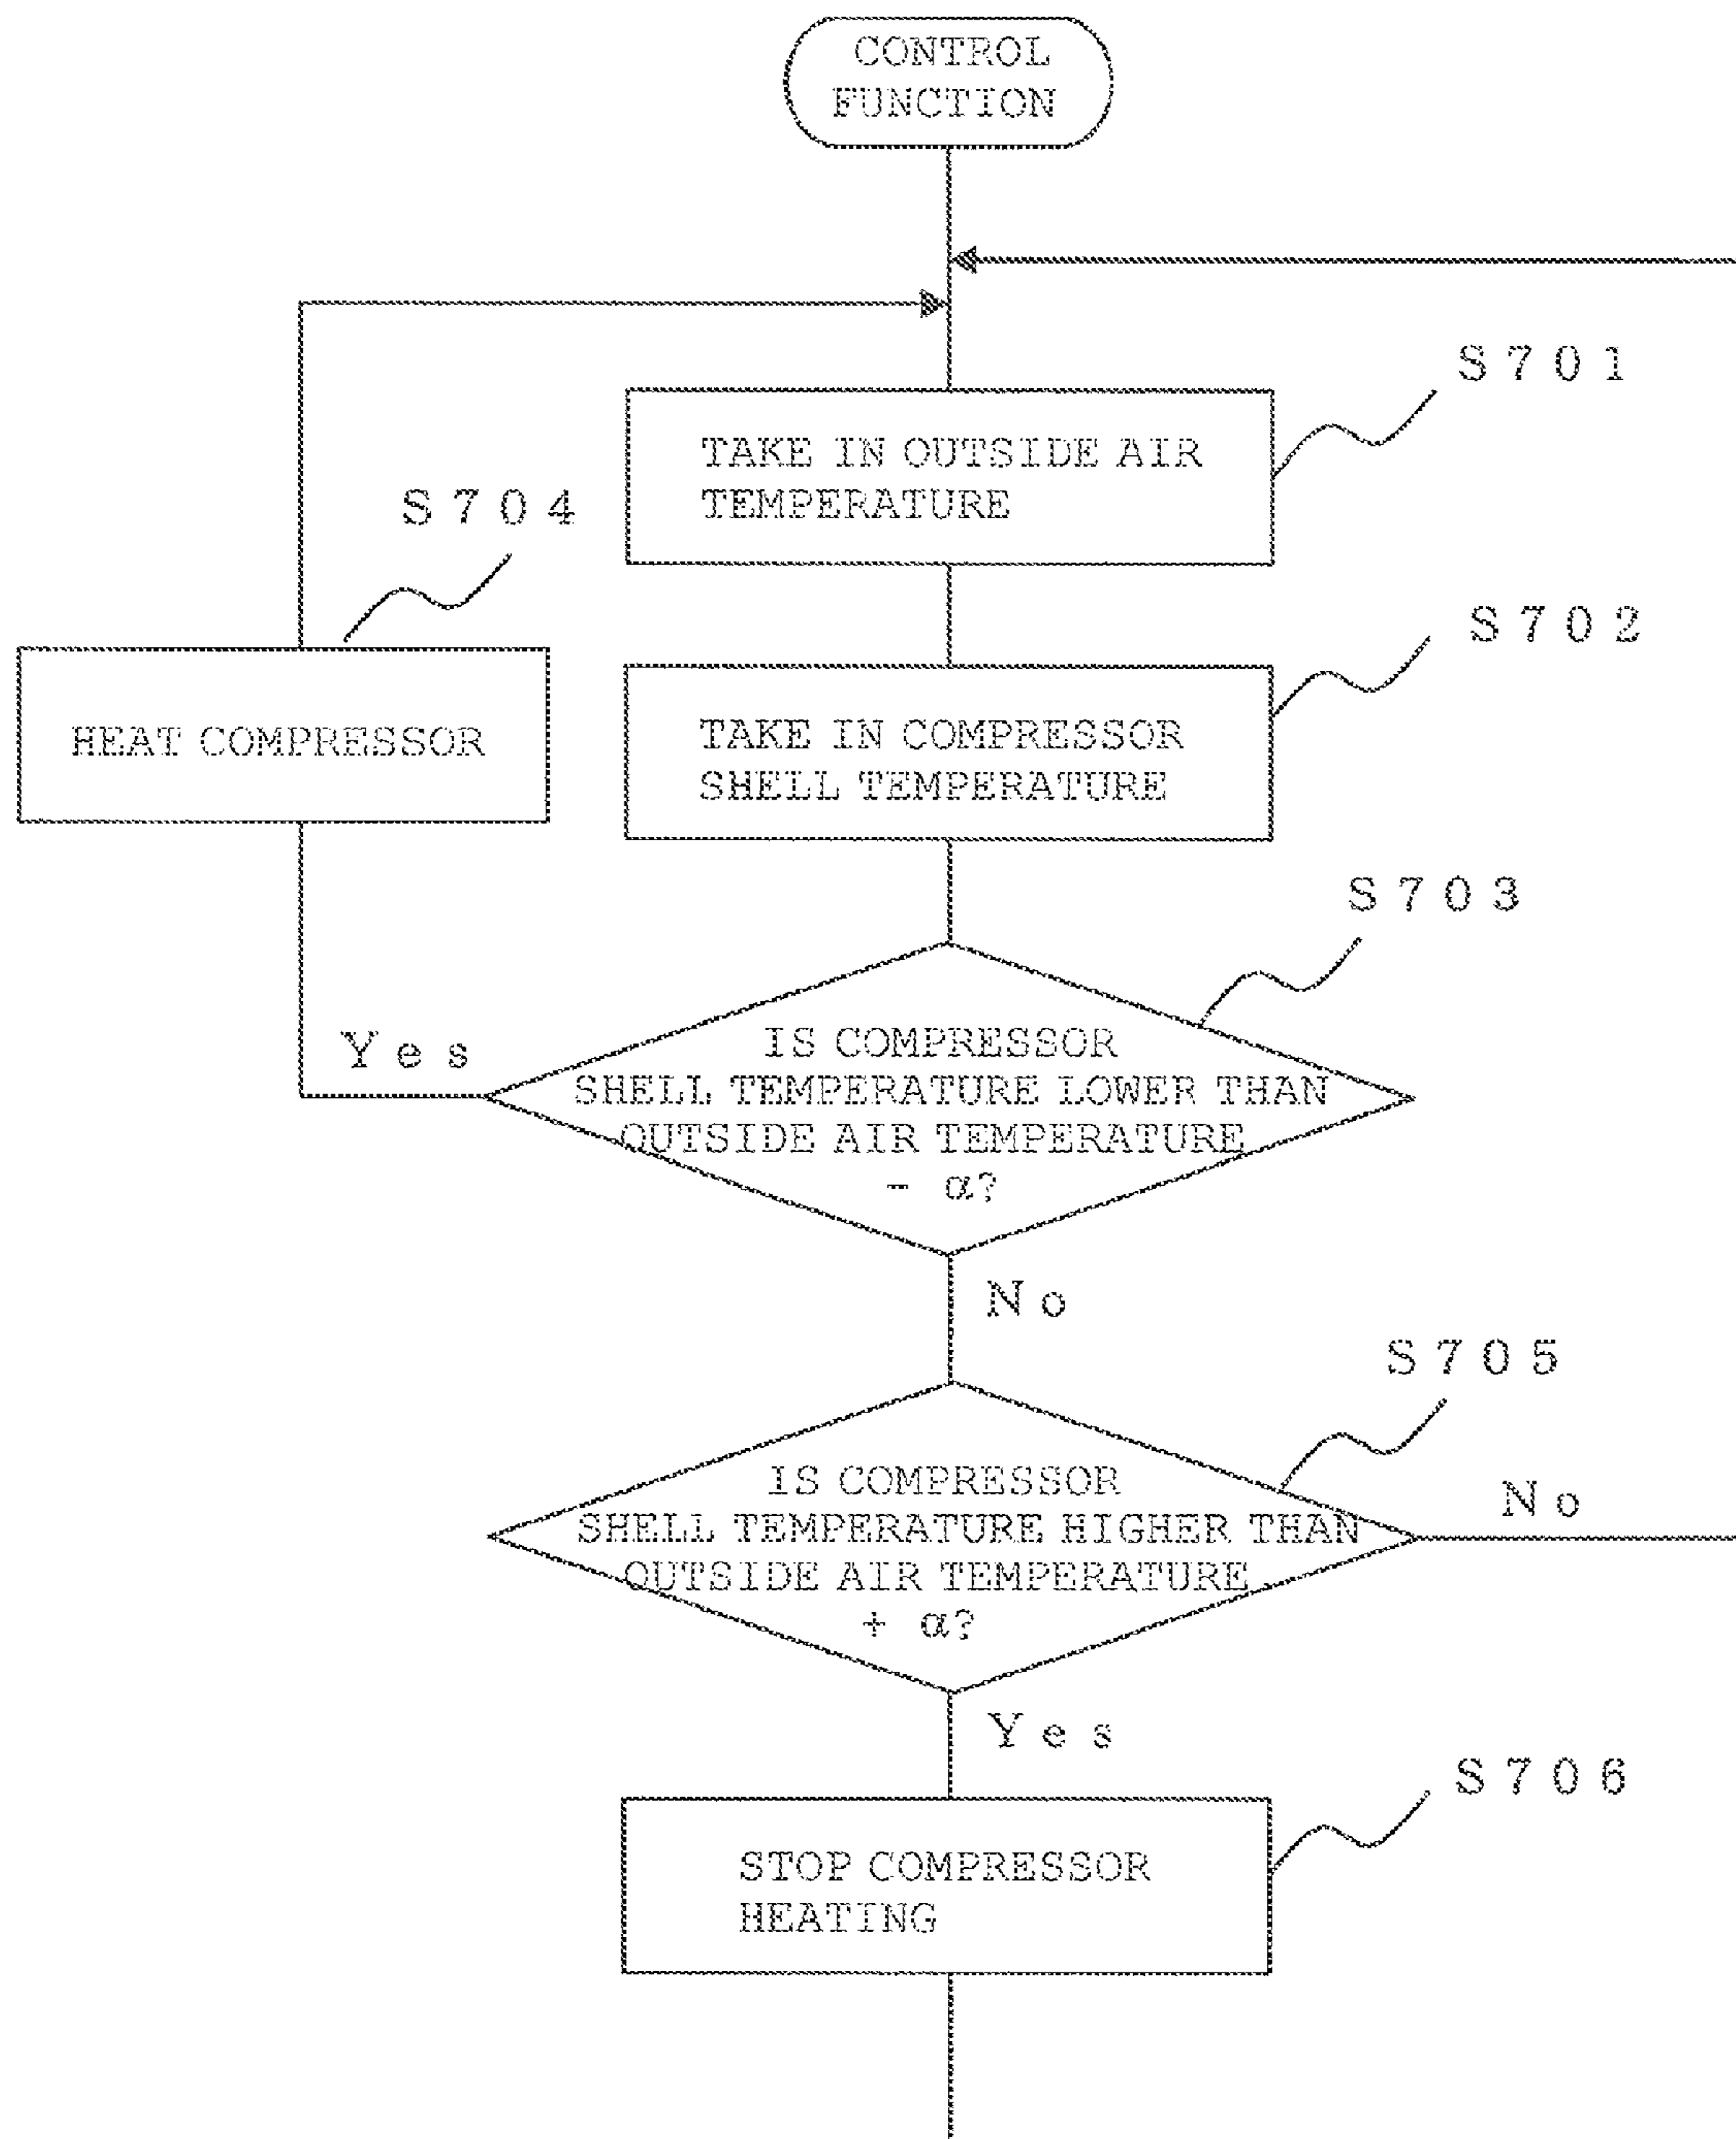 CONTROL
FUNCTION
S701
TAKE IN OUTSIDE AIR
TEMPERATURE
S704
S702
HEAT COMPRESSOR
TAKE IN COMPRESSOR
SHELL TEMPERATURE
S703
Yes
IS COMPRESSOR
SHELL TEMPERATURE LOWER THAN
OUTSIDE AIR TEMPERATURE
- α?
No
S705
IS COMPRESSOR
SHELL TEMPERATURE HIGHER THAN
OUTSIDE AIR TEMPERATURE
+ α?
No
Yes
S706
STOP COMPRESSOR
HEATING